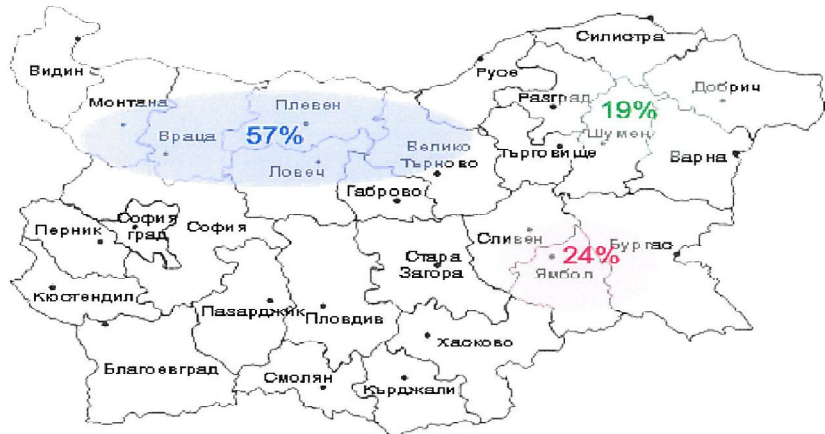 Силистра
Видин
Русе
Добрич
Монтана
Плевен
Разград
19%
Враца
57%
Шумен
Велико
Търново
Търговище
Варна
Ловеч
Габрово
София
град
София
Перник
Сливен
Бургас
Стара
Загора
24%
Ямбол
Кюстендил
Пазарджик
Пловдив
Хасково
Благоевград
Смолян
Кърджали